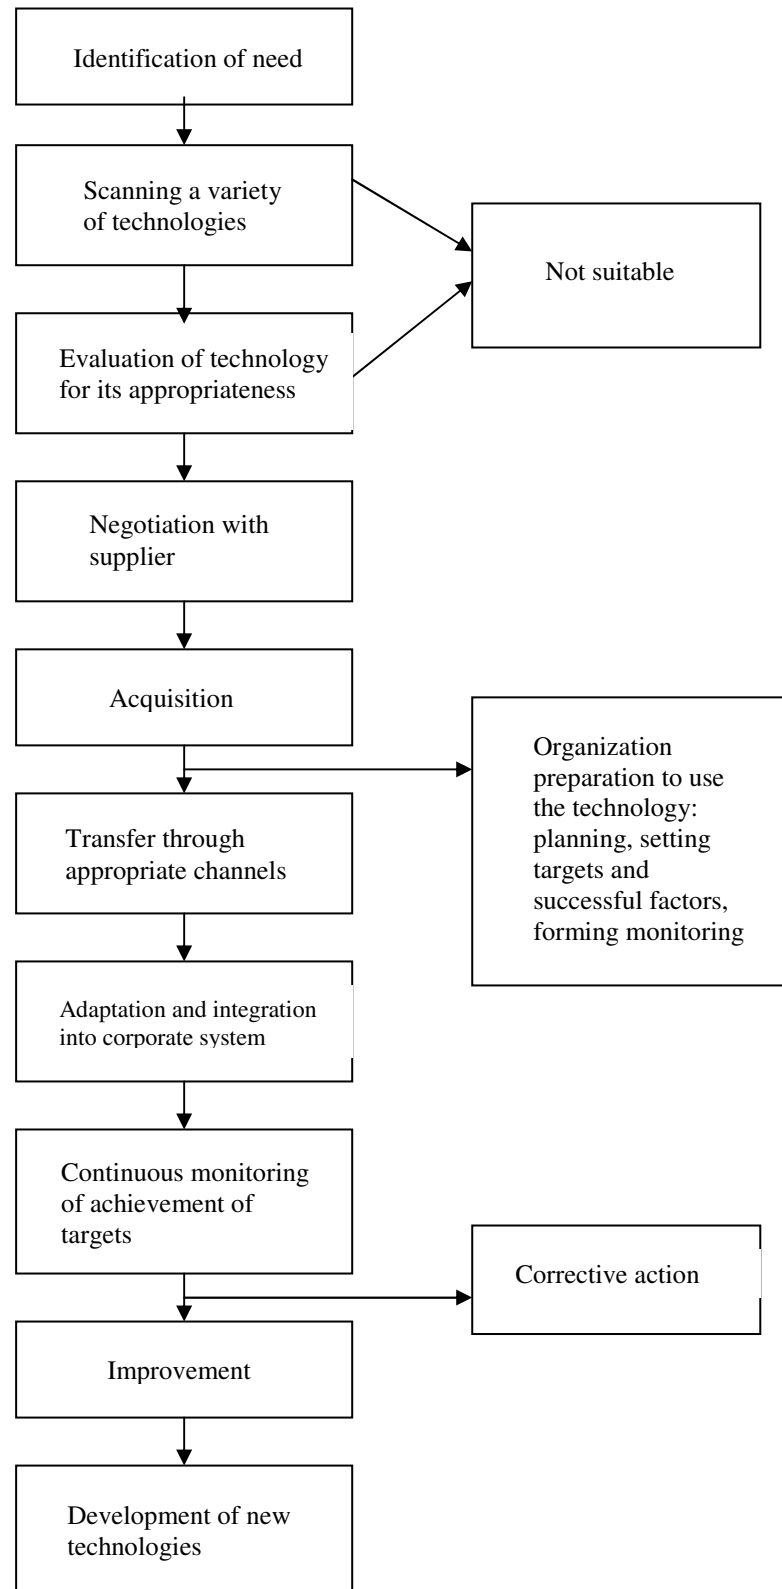 Identification of need
Scanning a variety
of technologies
Not suitable
Evaluation of technology
for its appropriateness
Negotiation with
supplier
Acquisition
Organization
preparation to use
the technology:
planning, setting
targets and
successful factors,
forming monitoring
Transfer through
appropriate channels
Adaptation and integration
into corporate system
Continuous monitoring
of achievement of
targets
Corrective action
Improvement
Development of new
technologies